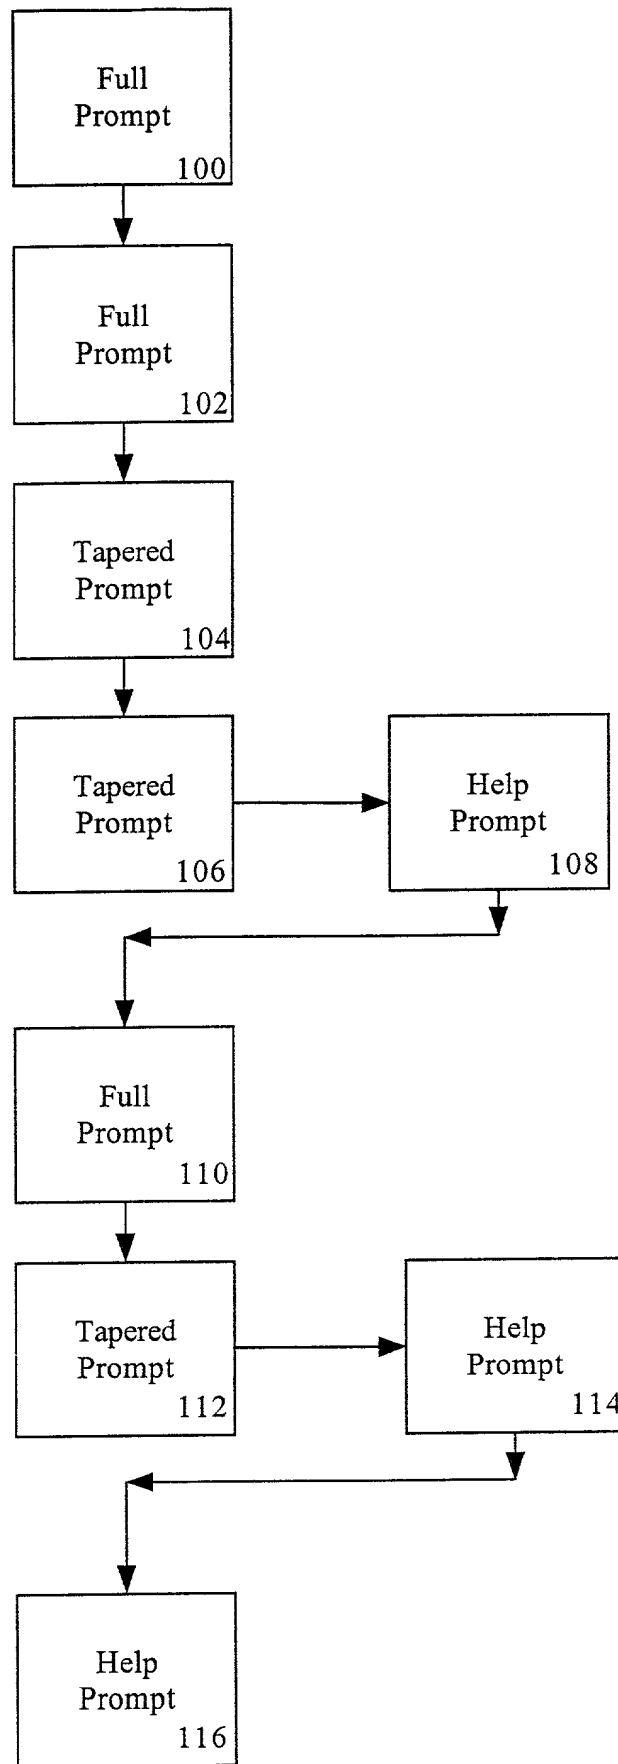 Full
Prompt
100
Full
Prompt
102
Tapered
Prompt
104
Tapered
Prompt
106
Help
Prompt
108
Full
Prompt
110
Tapered
Prompt
112
Help
Prompt
114
Help
Prompt
116